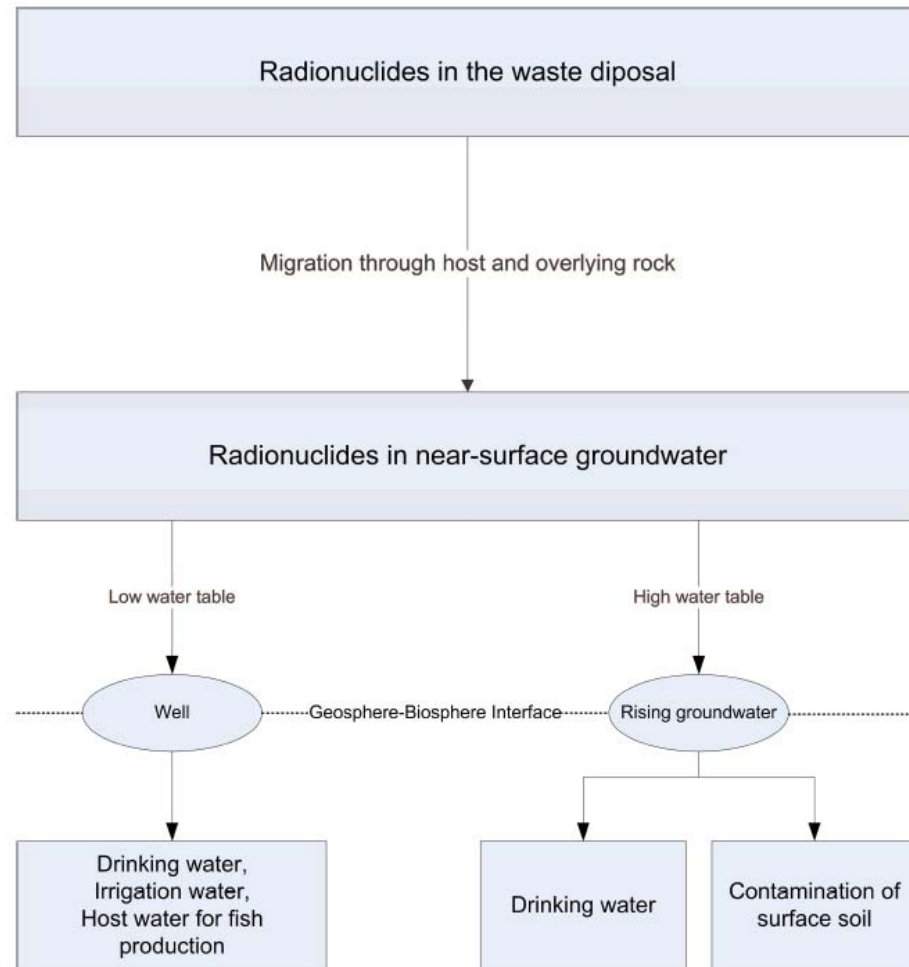 Radionuclides in the waste diposal
Migration through host and overlying rock
Radionuclides in near-surface groundwater
Low water table
High water table
Well
Geosphere-Biosphere Interface
Rising groundwater
Drinking water,
Irrigation water,
Host water for fish
production
Drinking water
Contamination of
surface soil